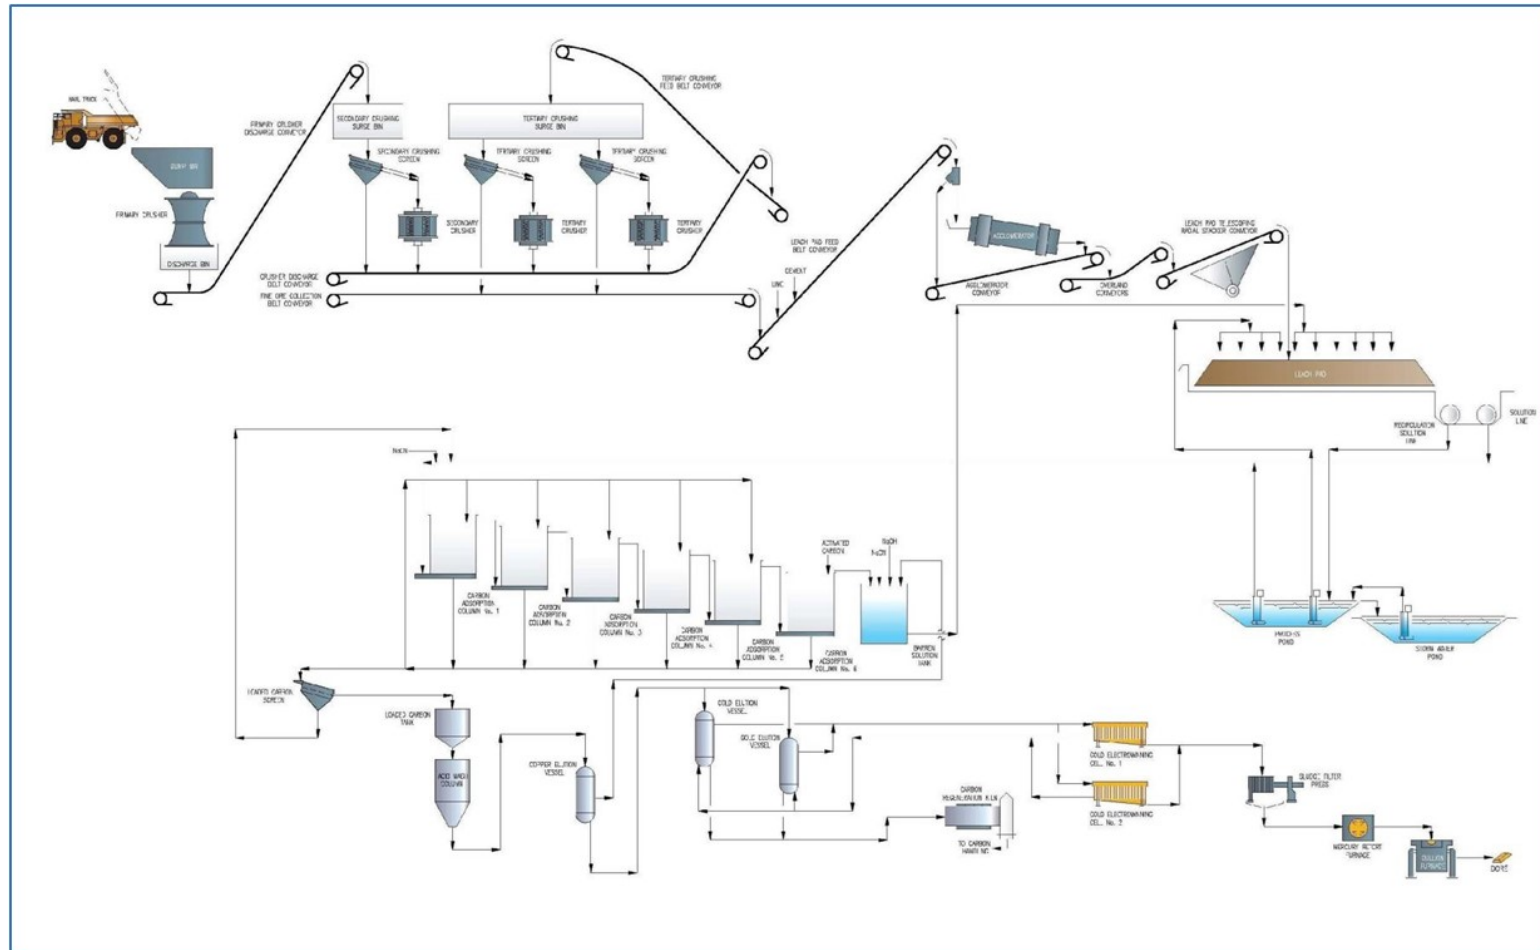 HAUL TRUCK
DUMP BIN
PRIMARY CRUSHER
DISCHARGE BIN
PRIMARY CRUSHER
DISCHARGE CONVEYOR
SECONDARY CRUSHING
SURGE BIN
SECONDARY CRUSHING
SCREEN
SECONDARY
CRUSHER
TERTIARY CRUSHING
SURGE BIN
TERTIARY CRUSHING
SCREEN
TERTIARY CRUSHING
SCREEN
TERTIARY
CRUSHER
TERTIARY
CRUSHER
TERTIARY CRUSHING
FEED BELT CONVEYOR
CRUSHER DISCHARGE
BELT CONVEYOR
FINE ORE COLLECTION
BELT CONVEYOR
LEACH PAD FEED
BELT CONVEYOR
CEMENT
LIME
AGGLOMERATOR
AGGLOMERATOR
CONVEYOR
OVERLAND
CONVEYORS
LEACH PAD TELESCOPING
RADIAL STACKER CONVEYOR
LEACH PAD
RECIRCULATION
SOLUTION
LINE
SOLUTION
LINE
NaCN
CARBON
ADSORPTION
COLUMN No. 1
CARBON
ADSORPTION
COLUMN No. 2
CARBON
ADSORPTION
COLUMN No. 3
CARBON
ADSORPTION
COLUMN No. 4
CARBON
ADSORPTION
COLUMN No. 5
CARBON
ADSORPTION
COLUMN No. 6
ACTIVATED
CARBON
NaOH
NaCN
BARREN
SOLUTION
TANK
POND
STORM WATER
POND
LOADED CARBON
SCREEN
LOADED CARBON
TANK
ACID WASH
COLUMN
COPPER ELUTION
VESSEL
GOLD ELUTION
VESSEL
GOLD ELUTION
VESSEL
CARBON
REGENERATION KILN
TO CARBON
HANDLING
GOLD ELECTROWINNING
CELL No. 1
GOLD ELECTROWINNING
CELL No. 2
SLUDGE FILTER
PRESS
MERCURY RETORT
FURNACE
BULLION
FURNACE
DORE